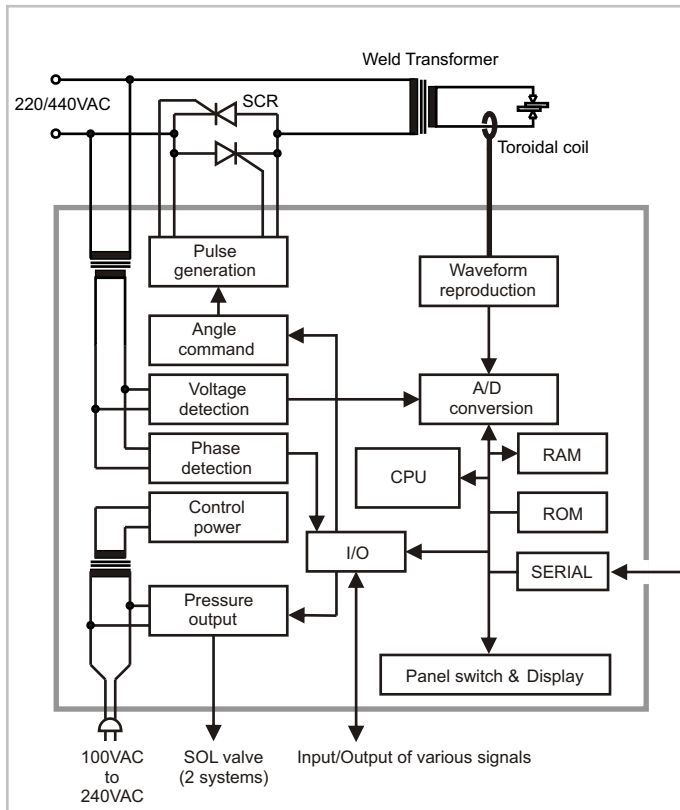 Weld Transformer
220/440VAC
SCR
Toroidal coil
Pulse
generation
Waveform
reproduction
Angle
command
Voltage
detection
A/D
conversion
Phase
detection
CPU
RAM
Control
power
ROM
I/O
SERIAL
Pressure
output
Panel switch & Display
100VAC
to
240VAC
SOL valve
(2 systems)
Input/Output of various signals